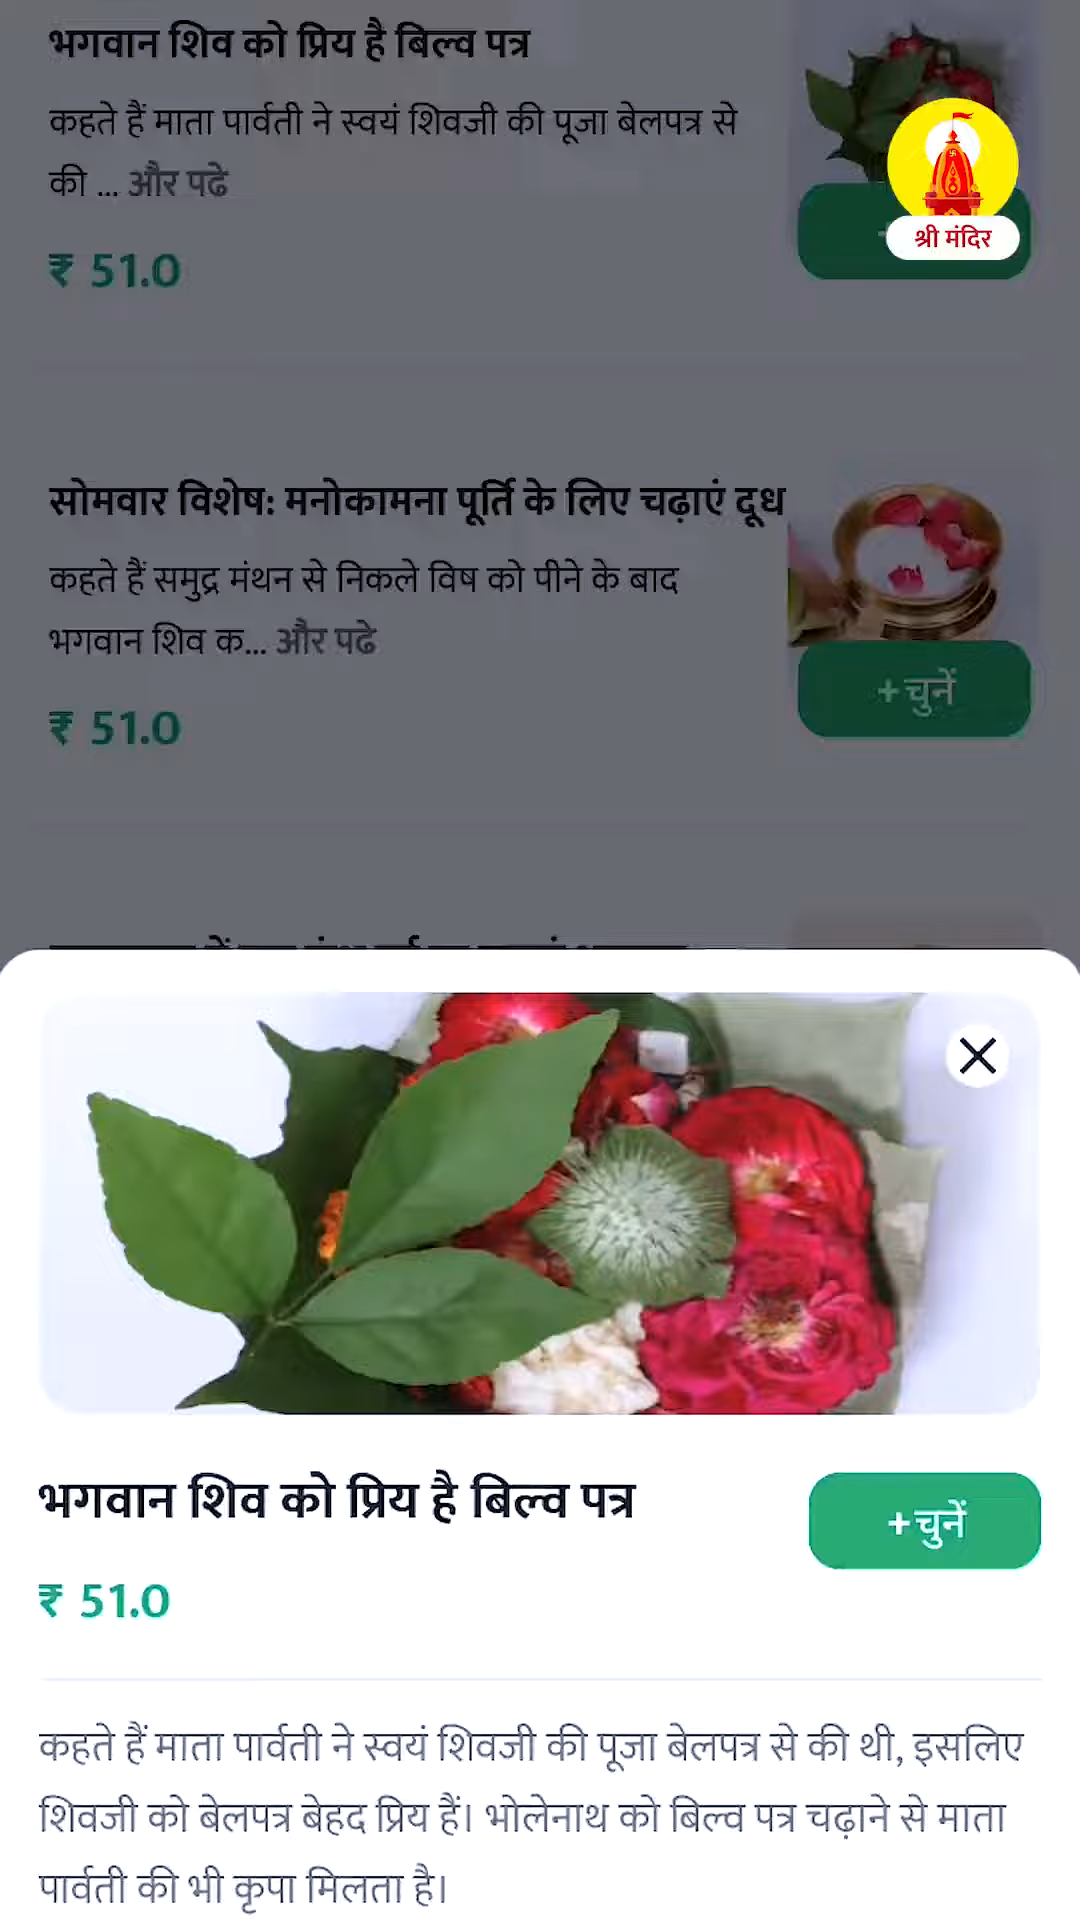 भगवान शिव को प्रिय है बिल्व पत्र
कहते हैं माता पार्वती ने स्वयं शिवजी की पूजा बेलपत्र से
की ... और पढे
₹ 51.0
श्री मंदिर
सोमवार विशेष: मनोकामना पूर्ति के लिए चढ़ाएं दूध
कहते हैं समुद्र मंथन से निकले विष को पीने के बाद
भगवान शिव क... और पढे
+चुनें
₹ 51.0
भगवान शिव को प्रिय है बिल्व पत्र
+चुनें
₹ 51.0
कहते हैं माता पार्वती ने स्वयं शिवजी की पूजा बेलपत्र से की थी, इसलिए
शिवजी को बेलपत्र बेहद प्रिय हैं। भोलेनाथ को बिल्व पत्र चढ़ाने से माता
पार्वती की भी कृपा मिलता है।